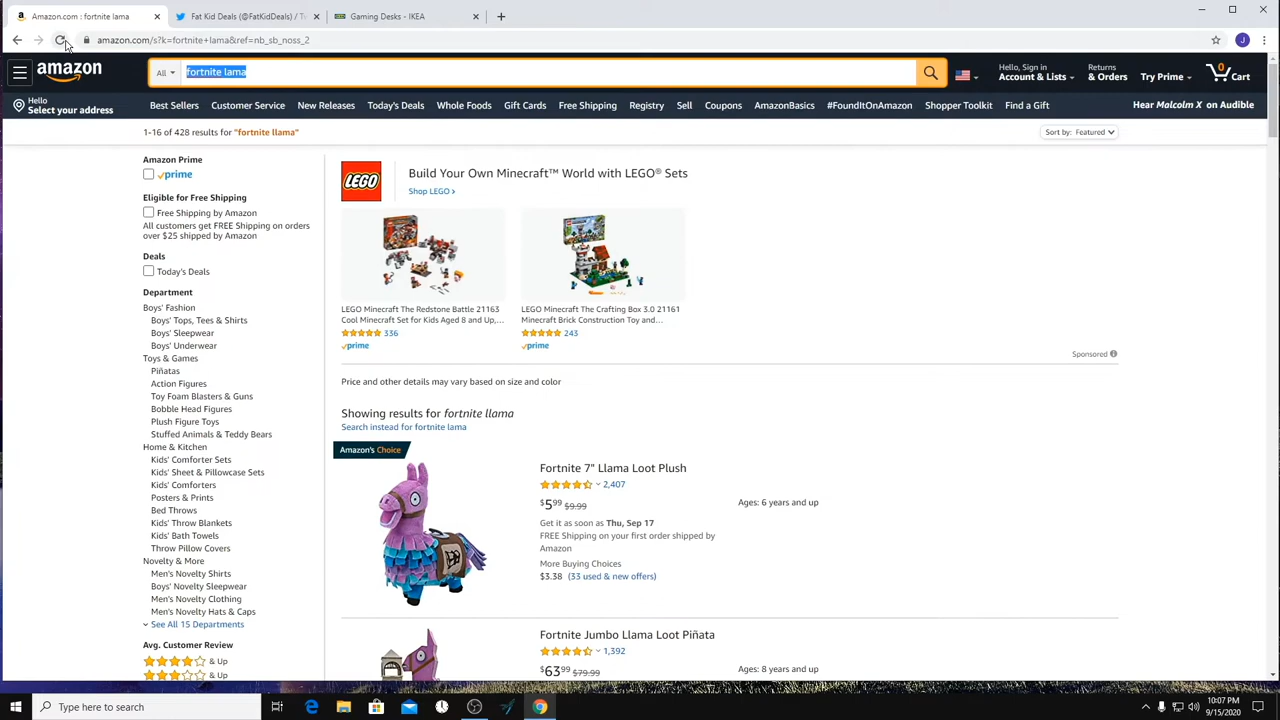 Amazon.com : fortnite lama
Fat Kid Deals (@FatKidDeals) / T
Gaming Desks - IKEA
amazon.com/s?k=fortnite+lama&ref=nb_sb_noss_2
J
amazon
All
fortnite lama
Hello, Sign in
Account & Lists
Returns
& Orders
Try Prime
0
Cart
Hello
Select your address
Best Sellers
Customer Service
New Releases
Today's Deals
Whole Foods
Gift Cards
Free Shipping
Registry
Sell
Coupons
AmazonBasics
#FoundItOnAmazon
Shopper Toolkit
Find a Gift
Hear Malcolm X on Audible
1-16 of 428 results for "fortnite llama"
Sort by: Featured
Amazon Prime
prime
Eligible for Free Shipping
Free Shipping by Amazon
All customers get FREE Shipping on orders
over $25 shipped by Amazon
Deals
Today's Deals
Department
Boys' Fashion
Boys' Tops, Tees & Shirts
Boys' Sleepwear
Boys' Underwear
Toys & Games
Piñatas
Action Figures
Toy Foam Blasters & Guns
Bobble Head Figures
Plush Figure Toys
Stuffed Animals & Teddy Bears
Home & Kitchen
Kids' Comforter Sets
Kids' Sheet & Pillowcase Sets
Kids' Comforters
Posters & Prints
Bed Throws
Kids' Throw Blankets
Kids' Bath Towels
Throw Pillow Covers
Novelty & More
Men's Novelty Shirts
Boys' Novelty Sleepwear
Men's Novelty Clothing
Men's Novelty Hats & Caps
See All 15 Departments
Avg. Customer Review
& Up
& Up
LEGO
Build Your Own Minecraft™ World with LEGO® Sets
Shop LEGO ›
LEGO Minecraft The Redstone Battle 21163
Cool Minecraft Set for Kids Aged 8 and Up,...
336
prime
LEGO Minecraft The Crafting Box 3.0 21161
Minecraft Brick Construction Toy and...
243
prime
Sponsored
Price and other details may vary based on size and color
Showing results for fortnite llama
Search instead for fortnite lama
Amazon's Choice
Fortnite 7" Llama Loot Plush
2,407
$5.99 $9.99
Ages: 6 years and up
Get it as soon as Thu, Sep 17
FREE Shipping on your first order shipped by
Amazon
More Buying Choices
$3.38 (33 used & new offers)
Fortnite Jumbo Llama Loot Piñata
1,392
$63.99 $79.99
Ages: 8 years and up
Type here to search
10:07 PM
9/15/2020